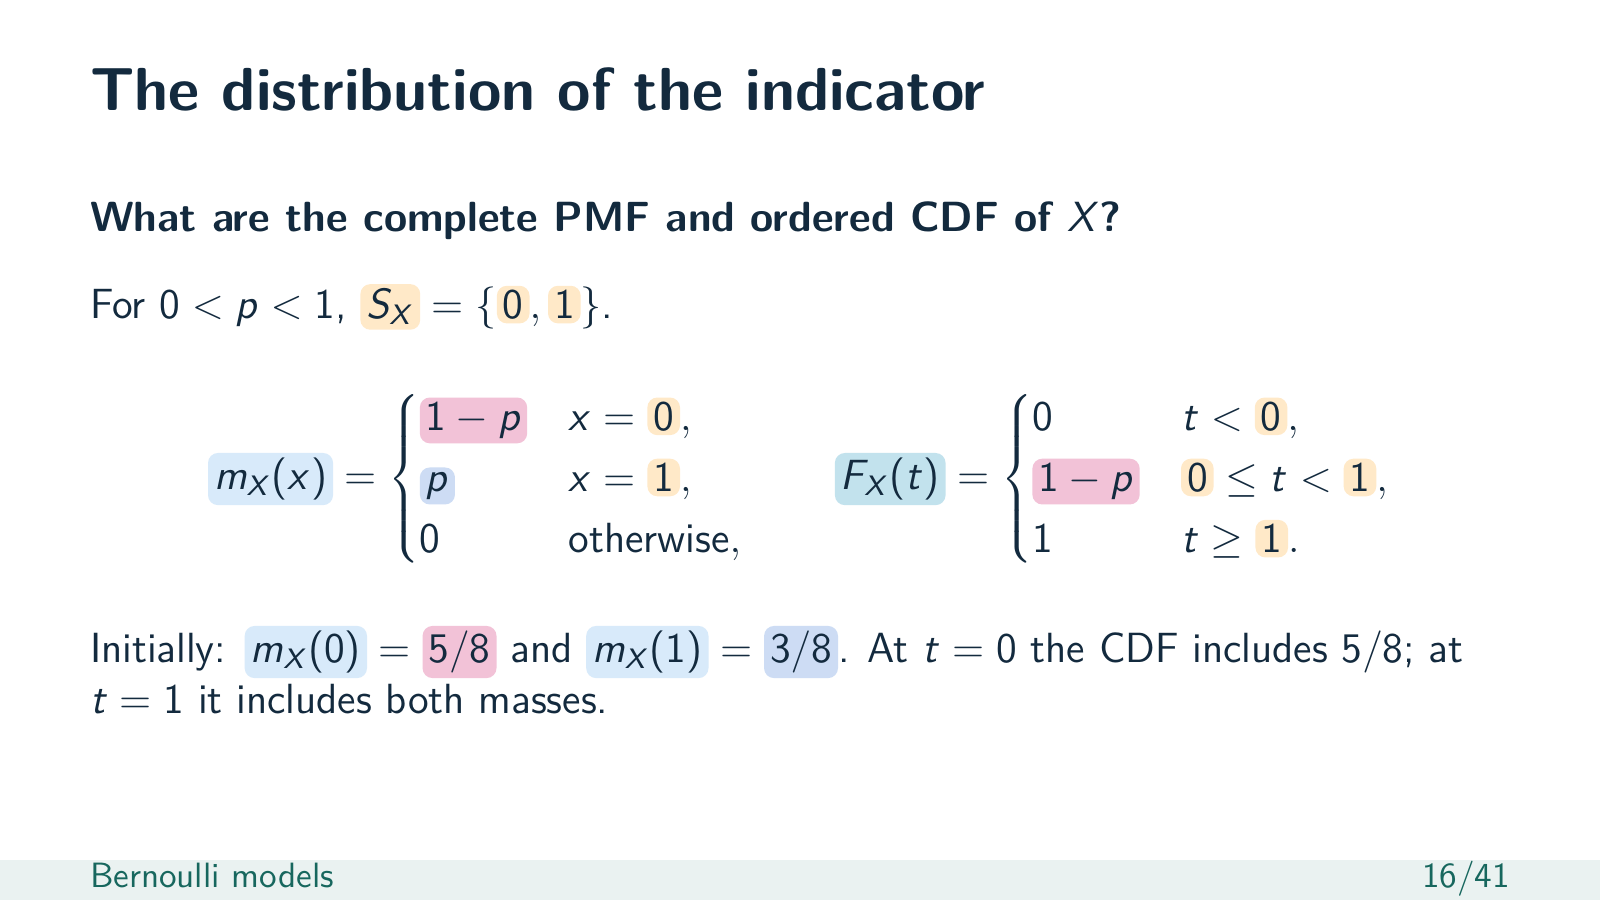 The distribution of the indicator
What are the complete PMF and ordered CDF of X?
For 0 < p < 1, S_X = {0, 1}.
m_X(x) = { 1 − p   x = 0,
p   x = 1,
0   otherwise,
F_X(t) = { 0   t < 0,
1 − p   0 ≤ t < 1,
1   t ≥ 1.
Initially: m_X(0) = 5/8 and m_X(1) = 3/8. At t = 0 the CDF includes 5/8; at
t = 1 it includes both masses.
Bernoulli models
16/41